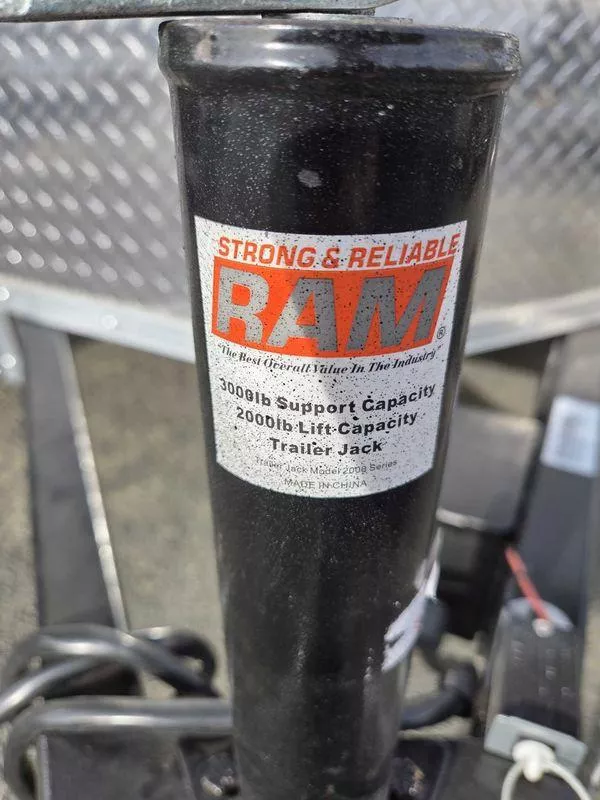 STRONG & RELIABLE
RAM®
"The Best Overall Value In The Industry"
3000lb Support Capacity
2000lb Lift Capacity
Trailer Jack
Trailer Jack Model 2000 Series
MADE IN CHINA